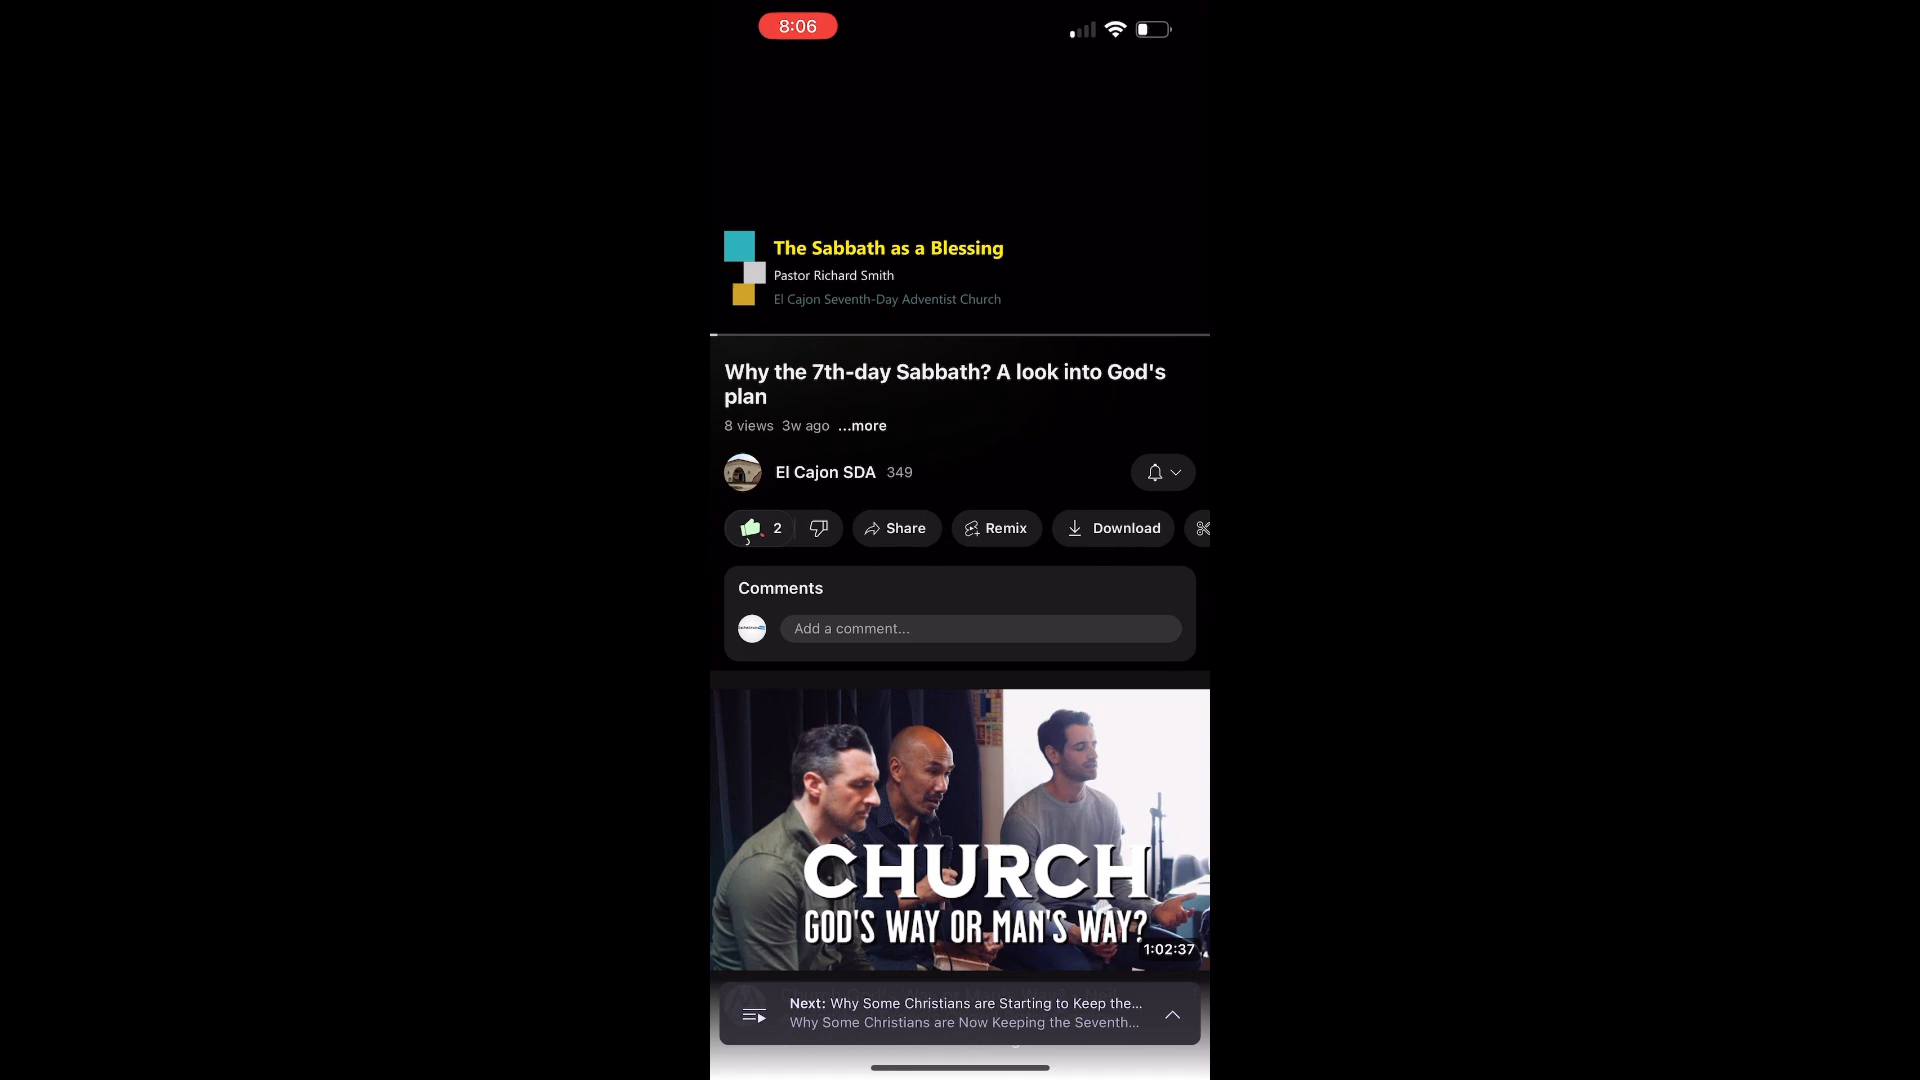 8:06
The Sabbath as a Blessing
Pastor Richard Smith
El Cajon Seventh-Day Adventist Church
Why the 7th-day Sabbath? A look into God's
plan
8 views 3w ago ...more
El Cajon SDA 349
2 Share Remix Download
Comments
Add a comment...
CHURCH
GOD'S WAY OR MAN'S WAY?
1:02:37
Next: Why Some Christians are Starting to Keep the...
Why Some Christians are Now Keeping the Seventh...